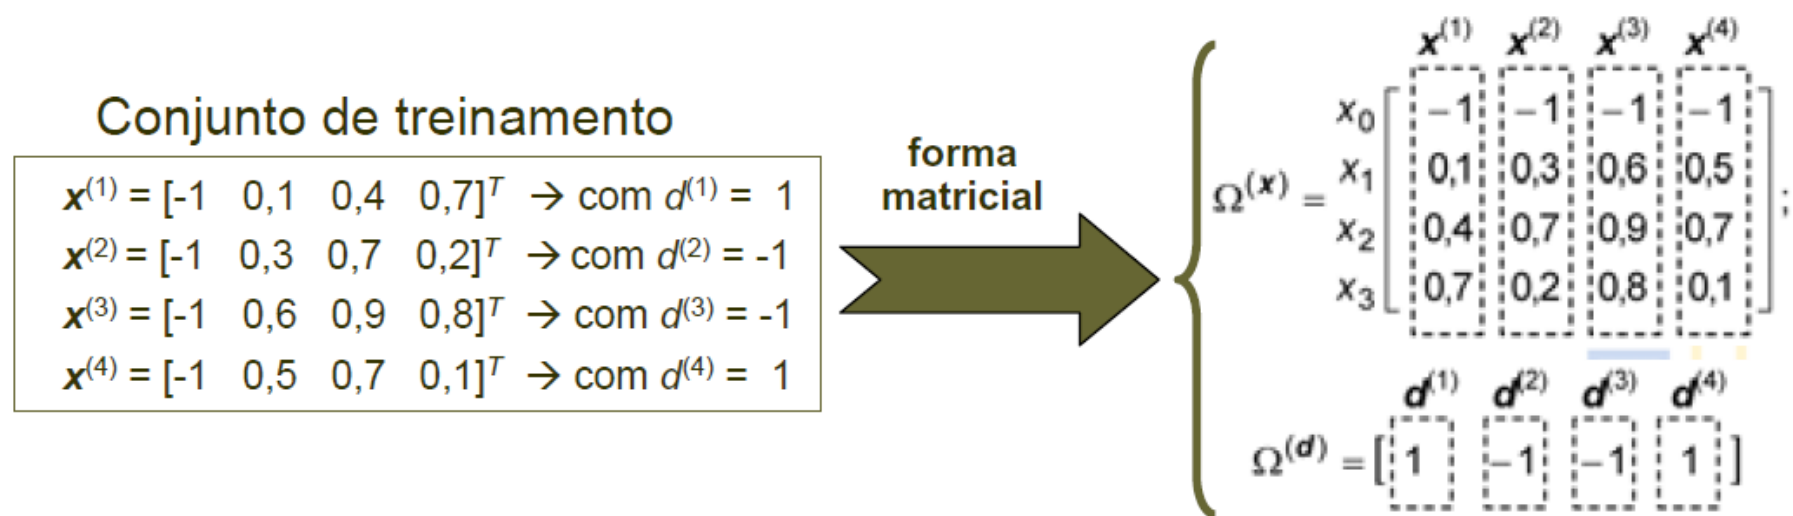 Conjunto de treinamento
x(1) = [-1 0,1 0,4 0,7]T → com d(1) = 1
x(2) = [-1 0,3 0,7 0,2]T → com d(2) = -1
x(3) = [-1 0,6 0,9 0,8]T → com d(3) = -1
x(4) = [-1 0,5 0,7 0,1]T → com d(4) = 1
forma
matricial
x(1) x(2) x(3) x(4)
x0 −1 −1 −1 −1
Ω(x) = x1 0,1 0,3 0,6 0,5 ;
x2 0,4 0,7 0,9 0,7
x3 0,7 0,2 0,8 0,1
d(1) d(2) d(3) d(4)
Ω(d) = [ 1 −1 −1 1 ]